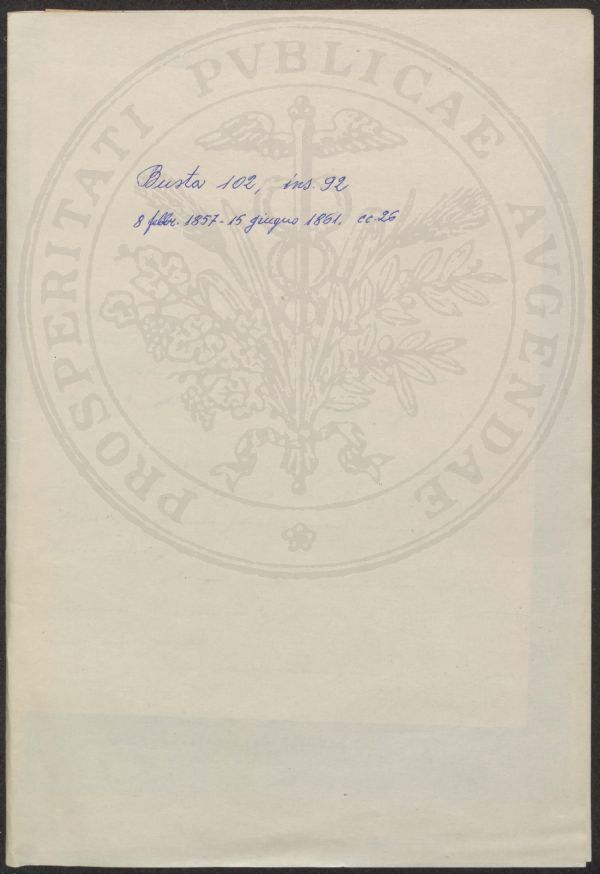 PROSPERITATI PVBLICAE AVGENDAE
Busta 102, ins. 92
8 febbr. 1857 - 15 giugno 1861. cc. 26